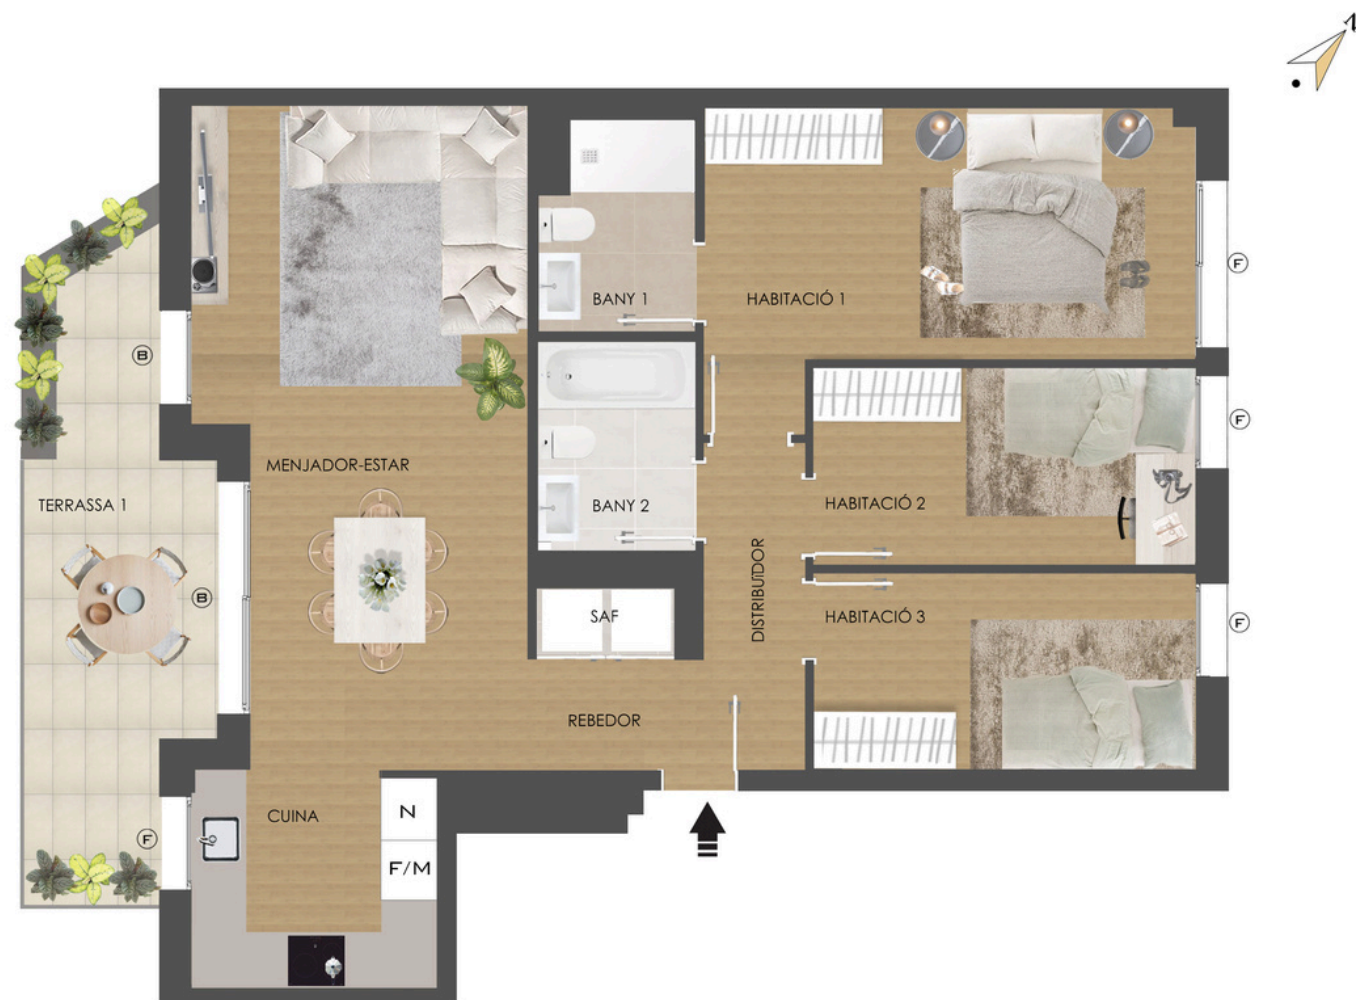 N
F
BANY 1
HABITACIÓ 1
B
F
MENJADOR-ESTAR
TERRASSA 1
BANY 2
HABITACIÓ 2
DISTRIBUÏDOR
B
SAF
HABITACIÓ 3
F
REBEDOR
CUINA
N
F
F/M